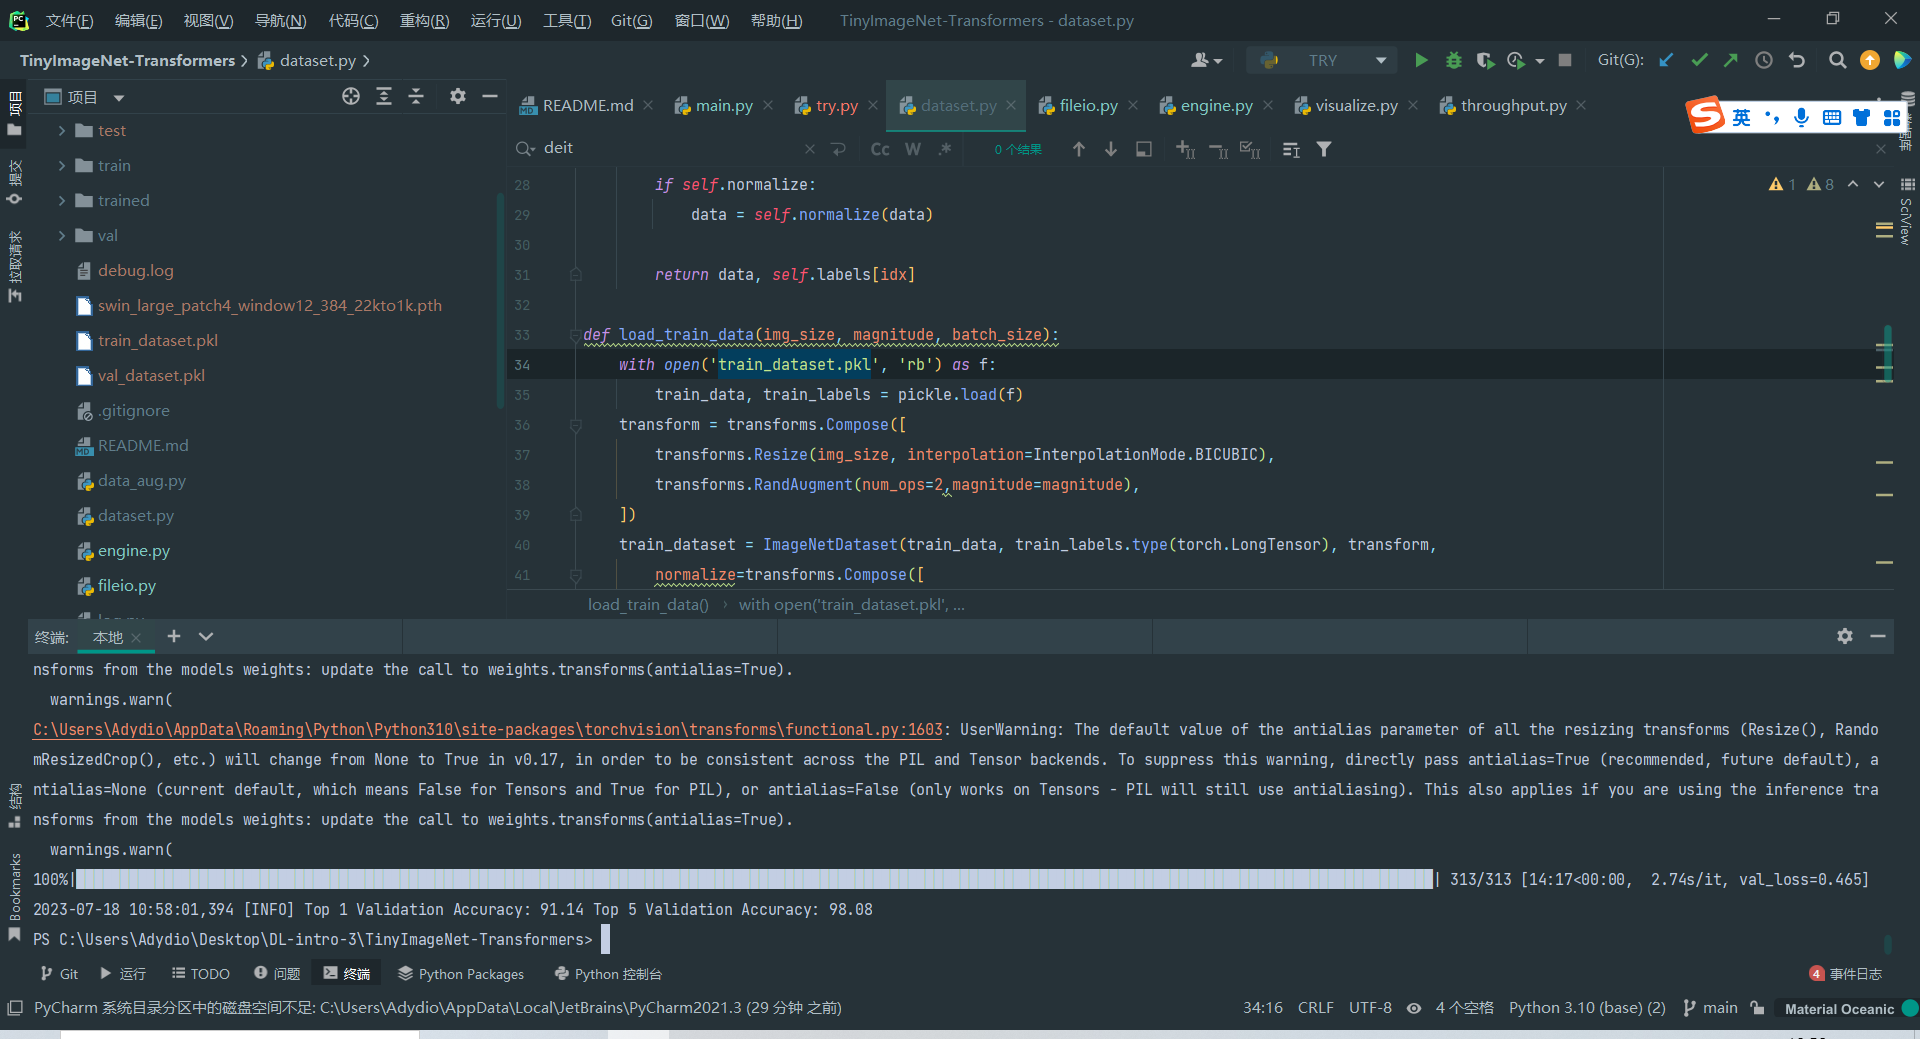 文件(F) 编辑(E) 视图(V) 导航(N) 代码(C) 重构(R) 运行(U) 工具(T) Git(G) 窗口(W) 帮助(H) TinyImageNet-Transformers - dataset.py
TinyImageNet-Transformers dataset.py TRY Git(G):
项目
README.md main.py try.py dataset.py fileio.py engine.py visualize.py throughput.py
英
deit Cc W .* 0 个结果
项目
提交
拉取请求
结构
Bookmarks
SciView
test
train
trained
val
debug.log
swin_large_patch4_window12_384_22kto1k.pth
train_dataset.pkl
val_dataset.pkl
.gitignore
README.md
data_aug.py
dataset.py
engine.py
fileio.py
1 8
28 if self.normalize:
29 data = self.normalize(data)
30
31 return data, self.labels[idx]
32
33 def load_train_data(img_size, magnitude, batch_size):
34 with open('train_dataset.pkl', 'rb') as f:
35 train_data, train_labels = pickle.load(f)
36 transform = transforms.Compose([
37 transforms.Resize(img_size, interpolation=InterpolationMode.BICUBIC),
38 transforms.RandAugment(num_ops=2,magnitude=magnitude),
39 ])
40 train_dataset = ImageNetDataset(train_data, train_labels.type(torch.LongTensor), transform,
41 normalize=transforms.Compose([
load_train_data() › with open('train_dataset.pkl', ...
终端: 本地
nsforms from the models weights: update the call to weights.transforms(antialias=True).
warnings.warn(
C:\Users\Adydio\AppData\Roaming\Python\Python310\site-packages\torchvision\transforms\functional.py:1603: UserWarning: The default value of the antialias parameter of all the resizing transforms (Resize(), Rando
mResizedCrop(), etc.) will change from None to True in v0.17, in order to be consistent across the PIL and Tensor backends. To suppress this warning, directly pass antialias=True (recommended, future default), a
ntialias=None (current default, which means False for Tensors and True for PIL), or antialias=False (only works on Tensors - PIL will still use antialiasing). This also applies if you are using the inference tra
nsforms from the models weights: update the call to weights.transforms(antialias=True).
warnings.warn(
100%| | 313/313 [14:17<00:00, 2.74s/it, val_loss=0.465]
2023-07-18 10:58:01,394 [INFO] Top 1 Validation Accuracy: 91.14 Top 5 Validation Accuracy: 98.08
PS C:\Users\Adydio\Desktop\DL-intro-3\TinyImageNet-Transformers>
Git 运行 TODO 问题 终端 Python Packages Python 控制台 4 事件日志
PyCharm 系统目录分区中的磁盘空间不足: C:\Users\Adydio\AppData\Local\JetBrains\PyCharm2021.3 (29 分钟 之前) 34:16 CRLF UTF-8 4 个空格 Python 3.10 (base) (2) main Material Oceanic